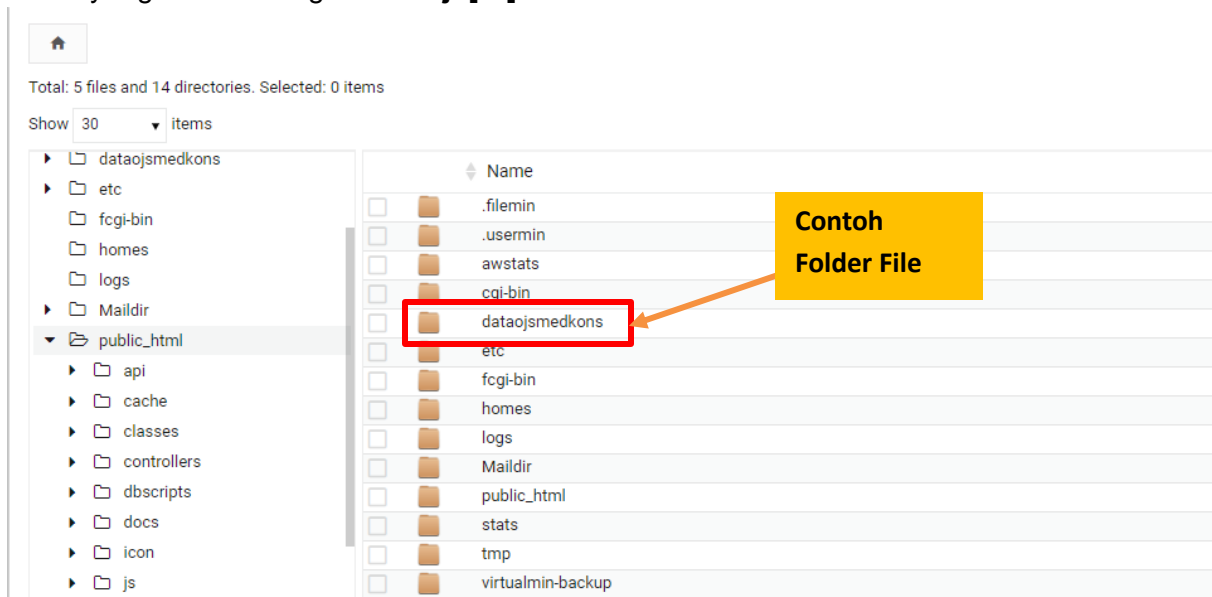 Total: 5 files and 14 directories. Selected: 0 items
Show 30 items
dataojsmedkons
etc
fcgi-bin
homes
logs
Maildir
public_html
api
cache
classes
controllers
dbscripts
docs
icon
js
Name
.filemin
.usermin
awstats
cgi-bin
dataojsmedkons
etc
fcgi-bin
homes
logs
Maildir
public_html
stats
tmp
virtualmin-backup
Contoh
Folder File